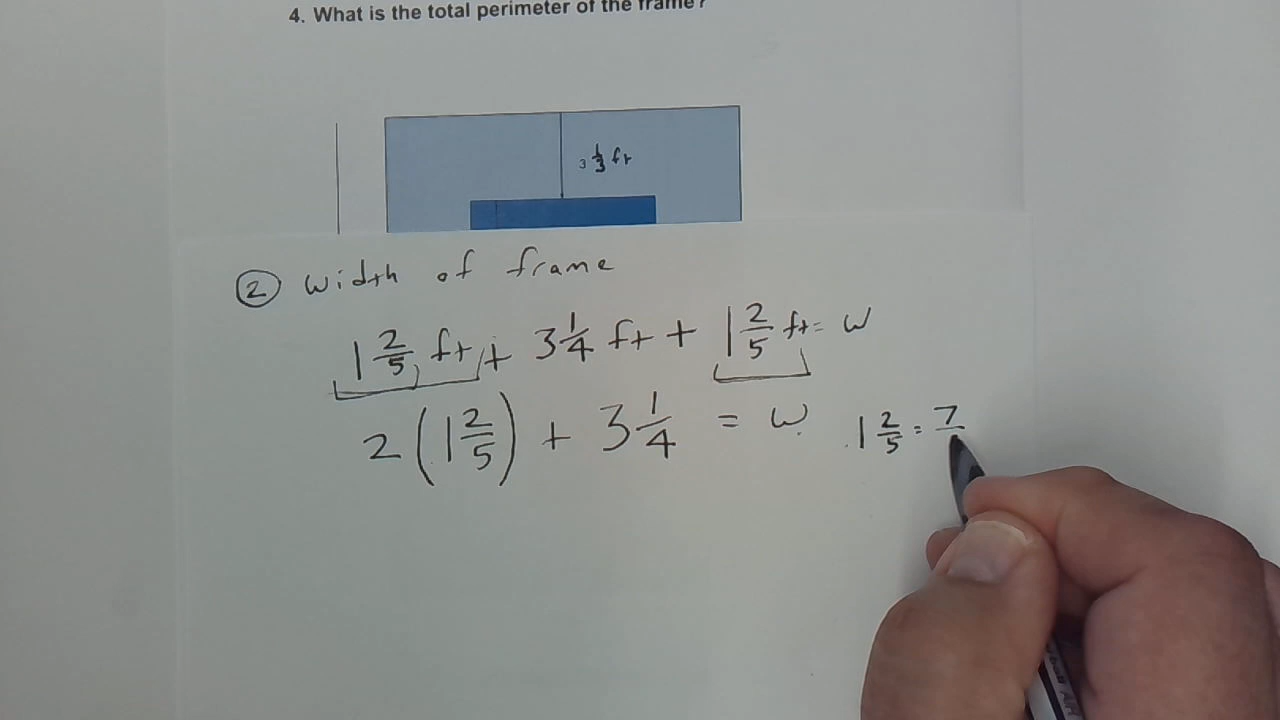 4. What is the total perimeter of the frame?
3 1/3 ft
② Width of frame
1 2/5 ft + 3 1/4 ft + 1 2/5 ft = W
2(1 2/5) + 3 1/4 = W
1 2/5 = 7/